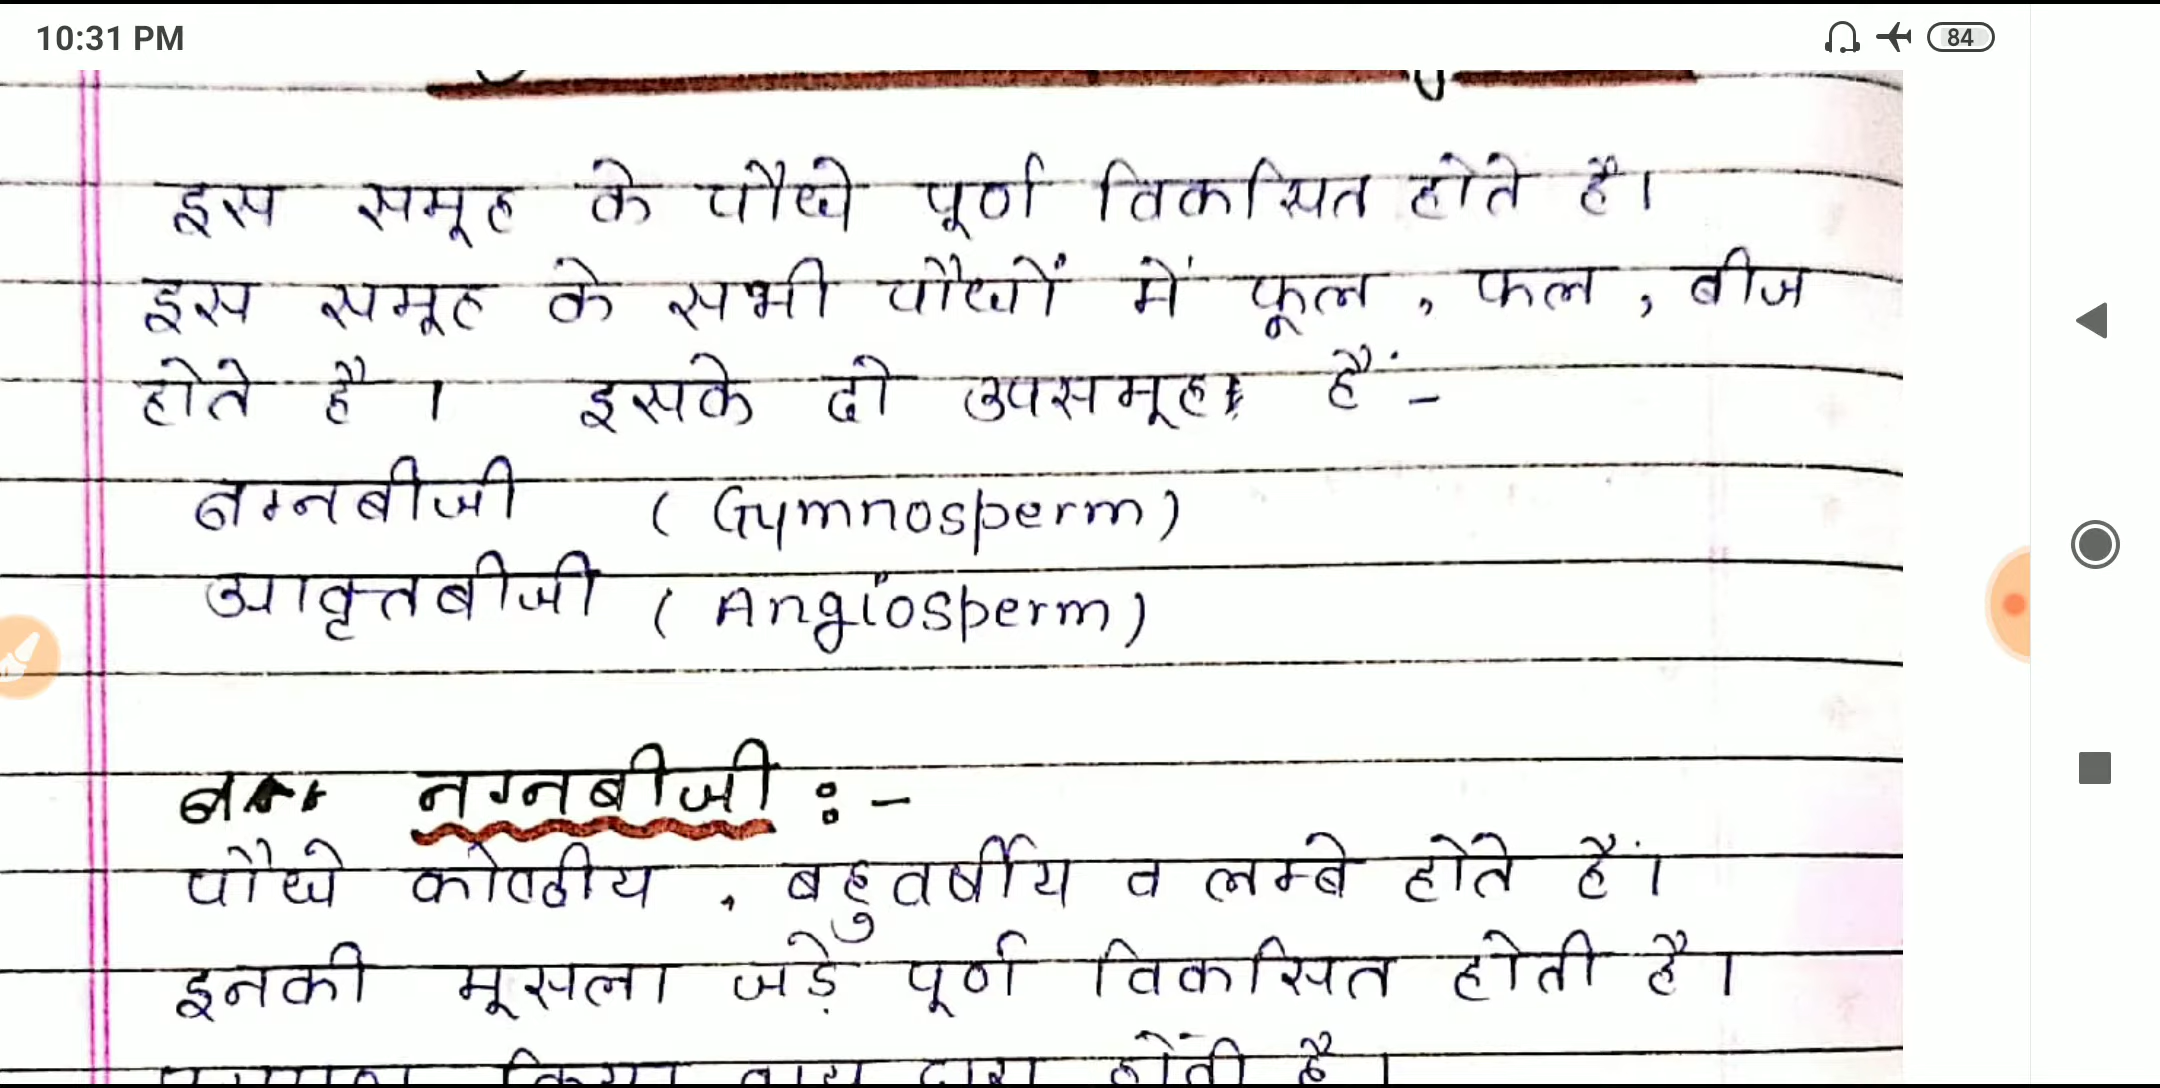 10:31 PM
84
इस समूह के पौधे पूर्ण विकसित होते है।
इस समूह के सभी पौधों में फूल, फल, बीज
होते है । इसके दो उपसमूह हैं -
नग्नबीजी ( Gymnosperm )
आवृतबीजी ( Angiosperm )
न नग्नबीजी :-
पौधे कोष्ठीय , बहुवर्षीय व लम्बे होते हैं।
इनकी मूसला जड़े पूर्ण विकसित होती है ।
क्रिया वायु द्वारा होती है ।